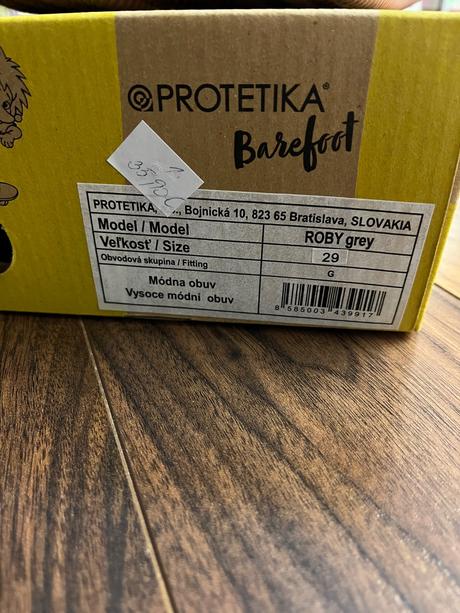 PROTETIKA®
Barefoot
35,90€
PROTETIKA, Bojnická 10, 823 65 Bratislava, SLOVAKIA
Model / Model ROBY grey
Veľkosť / Size 29
Obvodová skupina / Fitting G
Módna obuv
Vysoce módní obuv
8 585003 439917